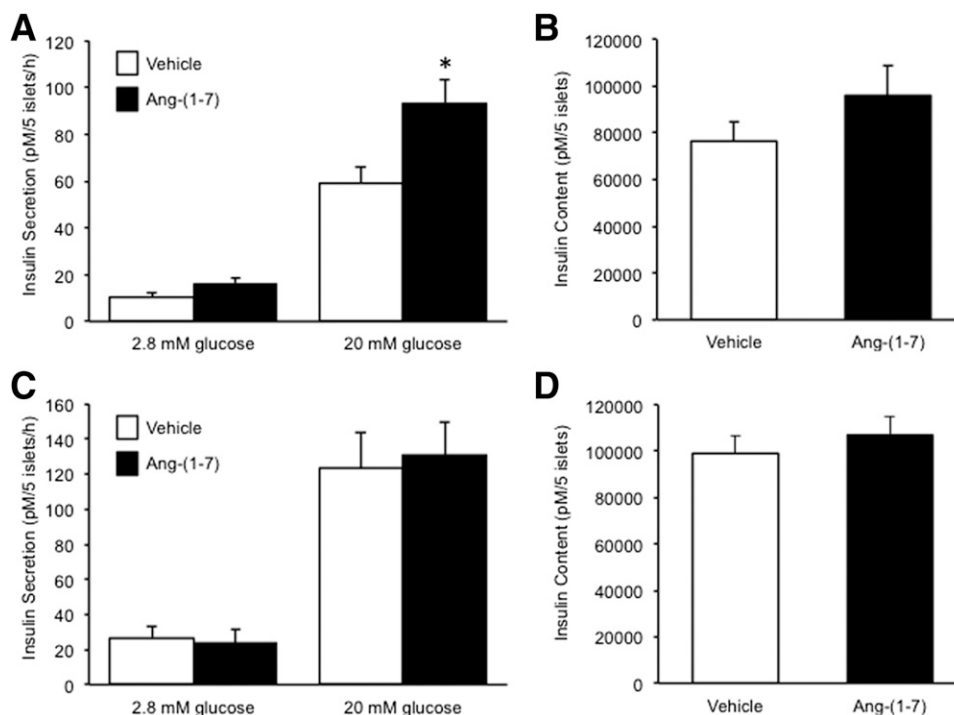 A
Insulin Secretion (pM/5 islets/h)
120
100
80
60
40
20
0
Vehicle
Ang-(1-7)
*
2.8 mM glucose
20 mM glucose
B
Insulin Content (pM/5 islets)
120000
100000
80000
60000
40000
20000
0
Vehicle
Ang-(1-7)
C
Insulin Secretion (pM/5 islets/h)
160
140
120
100
80
60
40
20
0
Vehicle
Ang-(1-7)
2.8 mM glucose
20 mM glucose
D
Insulin Content (pM/5 islets)
120000
100000
80000
60000
40000
20000
0
Vehicle
Ang-(1-7)